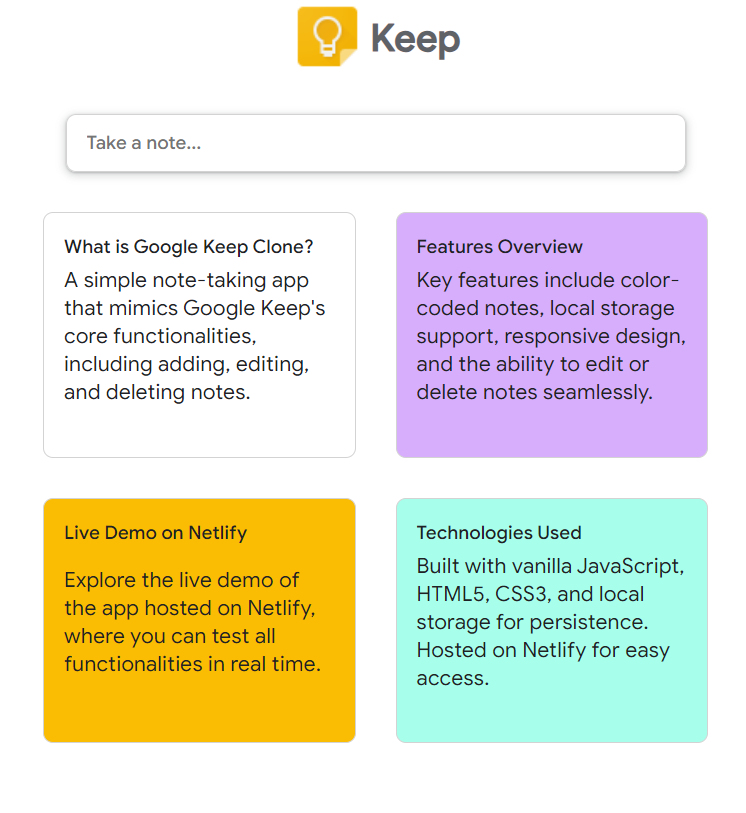 Keep
Take a note...
What is Google Keep Clone?
A simple note-taking app
that mimics Google Keep's
core functionalities,
including adding, editing,
and deleting notes.
Features Overview
Key features include color-
coded notes, local storage
support, responsive design,
and the ability to edit or
delete notes seamlessly.
Live Demo on Netlify
Explore the live demo of
the app hosted on Netlify,
where you can test all
functionalities in real time.
Technologies Used
Built with vanilla JavaScript,
HTML5, CSS3, and local
storage for persistence.
Hosted on Netlify for easy
access.